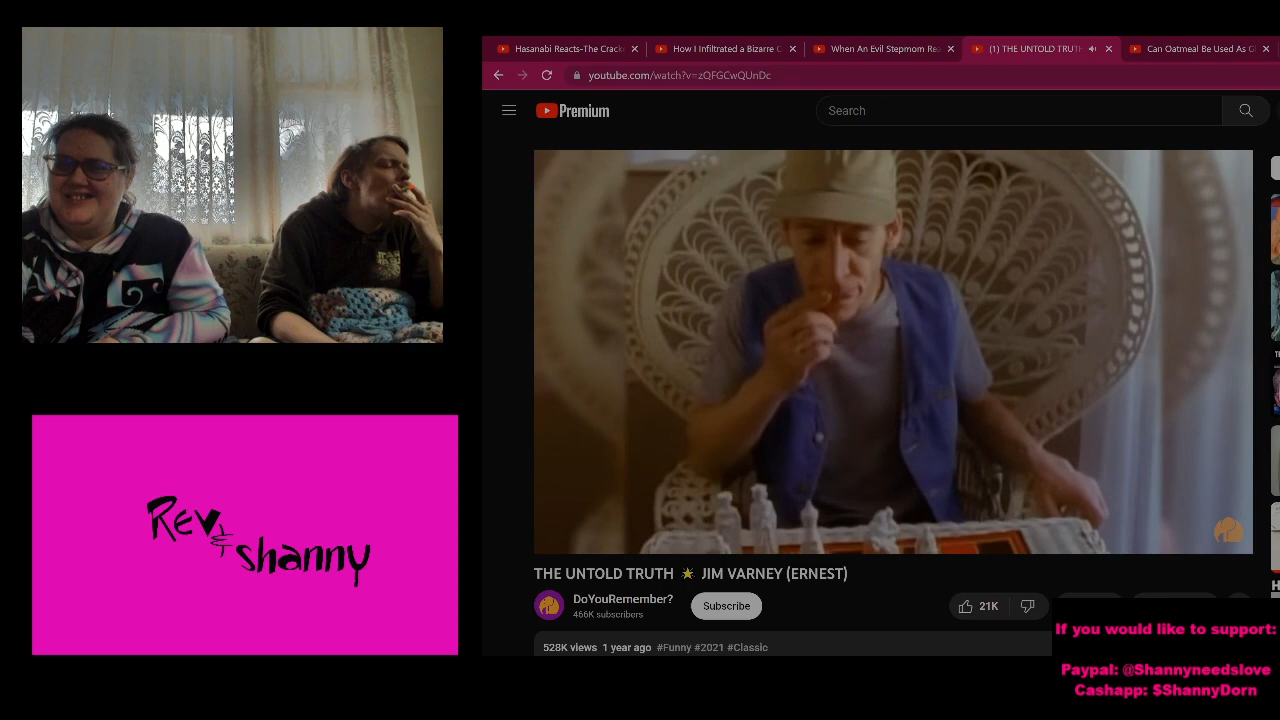 Hasanabi Reacts-The Crack
How I Infiltrated a Bizarre C
When An Evil Stepmom Rea
(1) THE UNTOLD TRUTH
Can Oatmeal Be Used As G
youtube.com/watch?v=zQFGCwQUnDc
Premium
Search
Rev
&
Shanny
THE UNTOLD TRUTH 🌟 JIM VARNEY (ERNEST)
DoYouRemember?
466K subscribers
Subscribe
21K
528K views 1 year ago #Funny #2021 #Classic
If you would like to support:
Paypal: @Shannyneedslove
Cashapp: $ShannyDorn